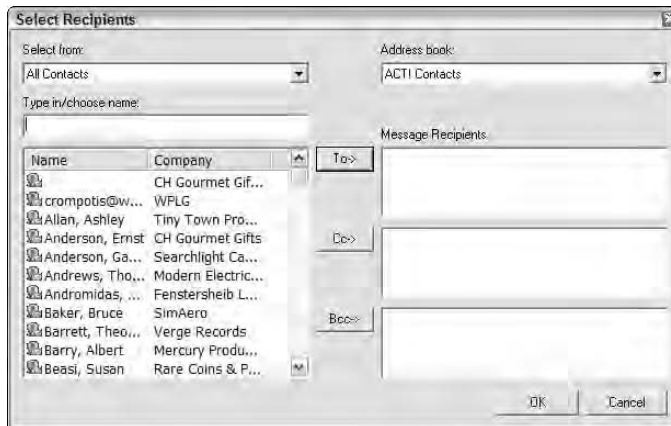 Select Recipients
Select from:
All Contacts
Address book:
ACT! Contacts
Type in/choose name:
Name Company
CH Gourmet Gif...
crompotis@w... WPLG
Allan, Ashley Tiny Town Pro...
Anderson, Ernst CH Gourmet Gifts
Anderson, Ga... Searchlight Ca...
Andrews, Tho... Modern Electric...
Andromidas, ... Fenstersheib L...
Baker, Bruce SimAero
Barrett, Theo... Verge Records
Barry, Albert Mercury Produ...
Beasi, Susan Rare Coins & P...
To->
Cc->
Bcc->
Message Recipients
OK Cancel